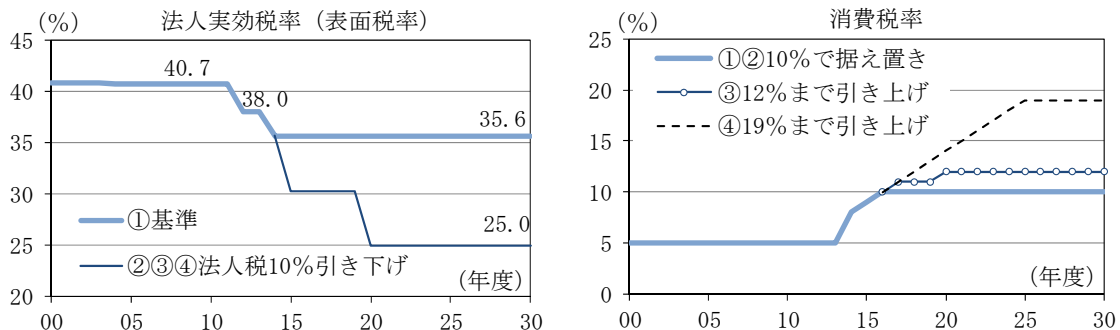 法人実効税率（表面税率）
(%)
45
40
35
30
25
20
40.7
38.0
35.6
25.0
①基準
②③④法人税10％引き下げ
(年度)
00 05 10 15 20 25 30
消費税率
(%)
25
20
15
10
5
0
①②10％で据え置き
③12％まで引き上げ
④19％まで引き上げ
(年度)
00 05 10 15 20 25 30